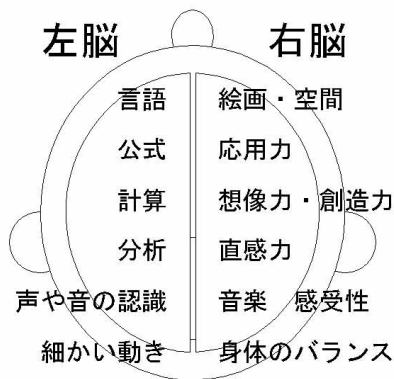 左脳 右脳
言語 絵画・空間
公式 応用力
計算 想像力・創造力
分析 直感力
声や音の認識 音楽 感受性
細かい動き 身体のバランス